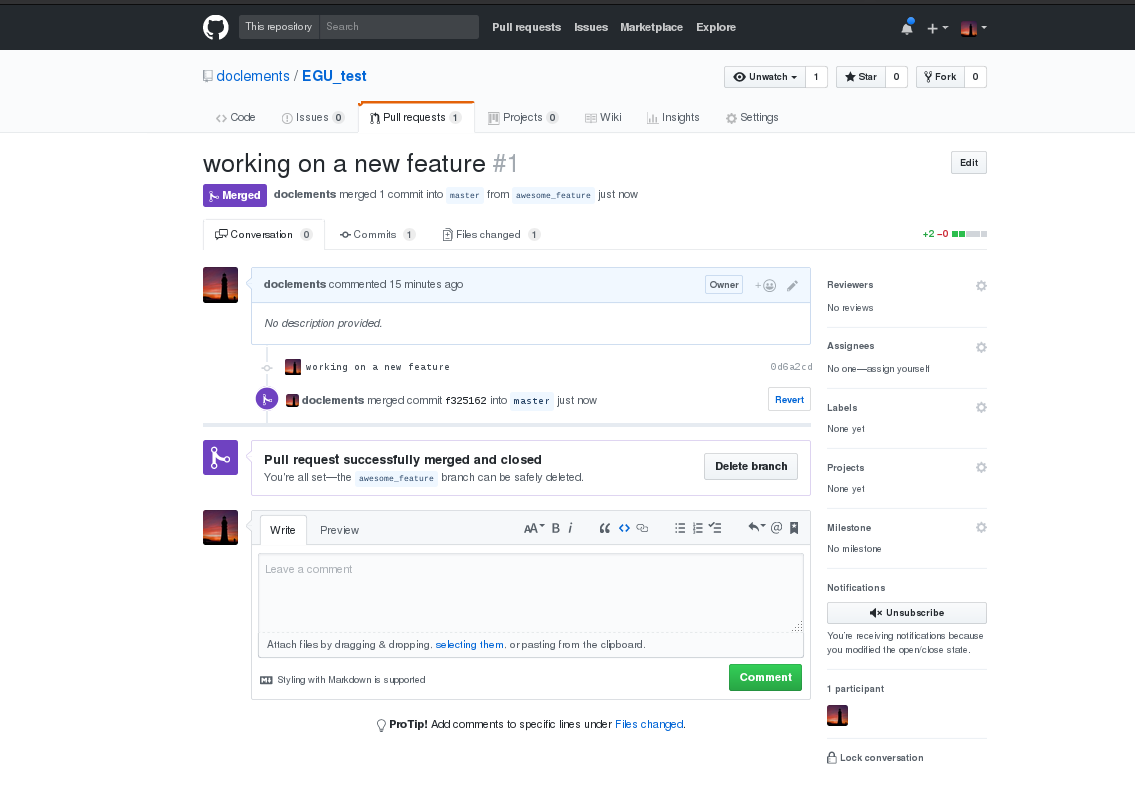 This repository Search Pull requests Issues Marketplace Explore
doclements / EGU_test Unwatch 1 Star 0 Fork 0
Code Issues 0 Pull requests 1 Projects 0 Wiki Insights Settings
working on a new feature #1 Edit
Merged doclements merged 1 commit into master from awesome_feature just now
Conversation 0 Commits 1 Files changed 1 +2 −0
doclements commented 15 minutes ago Owner +
No description provided.
working on a new feature 0d6a2cd
doclements merged commit f325162 into master just now Revert
Pull request successfully merged and closed
You're all set—the awesome_feature branch can be safely deleted.
Delete branch
Write Preview AA B i “ <> @
Leave a comment
Attach files by dragging & dropping, selecting them, or pasting from the clipboard.
Styling with Markdown is supported Comment
ProTip! Add comments to specific lines under Files changed.
Reviewers
No reviews
Assignees
No one—assign yourself
Labels
None yet
Projects
None yet
Milestone
No milestone
Notifications
Unsubscribe
You're receiving notifications because
you modified the open/close state.
1 participant
Lock conversation